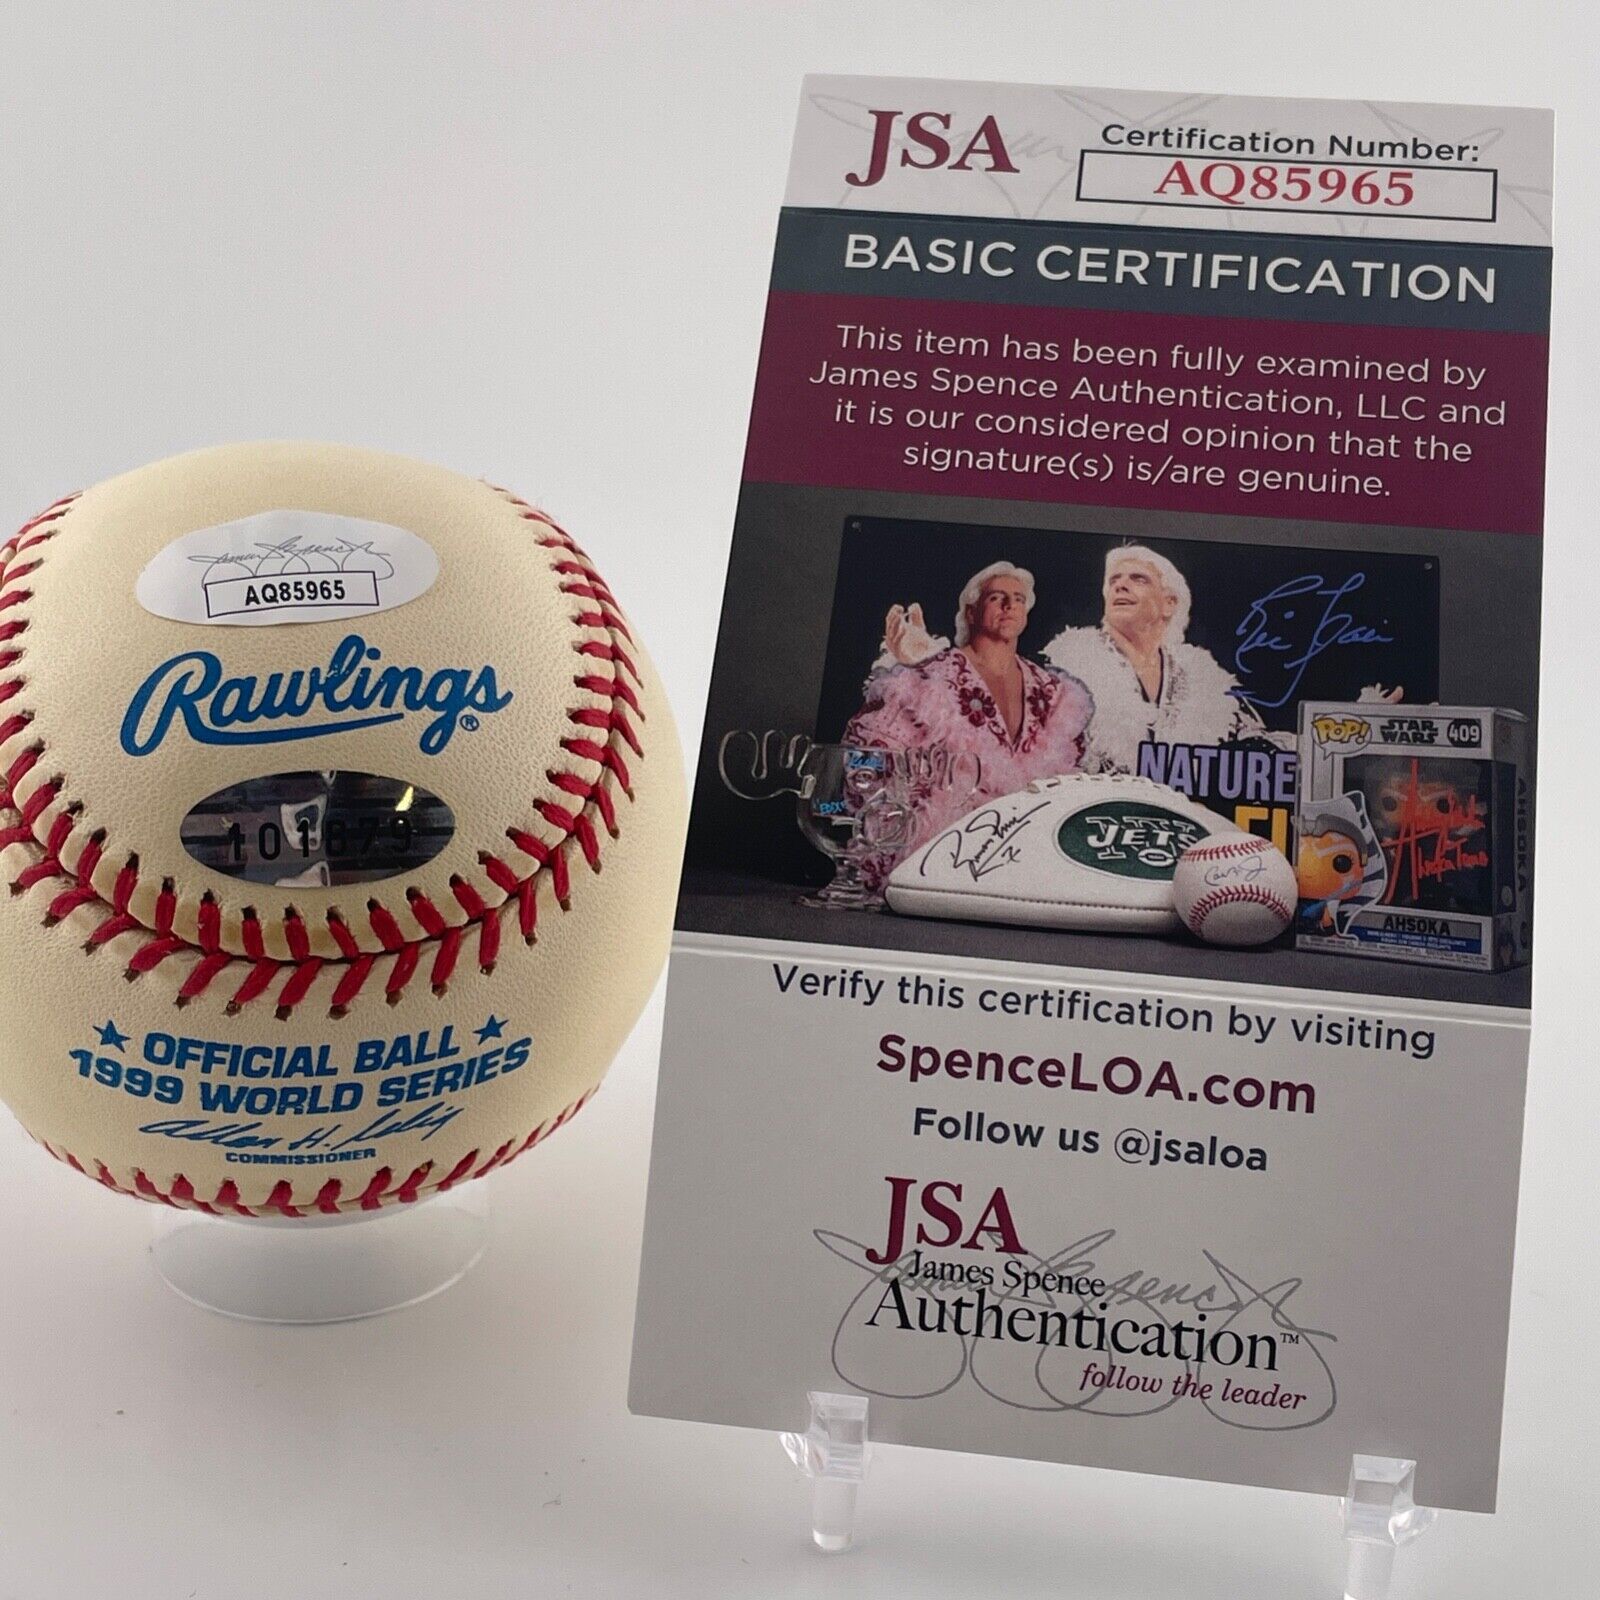 AQ85965
Rawlings®
101879
OFFICIAL BALL
1999 WORLD SERIES
Allan H. Selig
COMMISSIONER
JSA
Certification Number:
AQ85965
BASIC CERTIFICATION
This item has been fully examined by
James Spence Authentication, LLC and
it is our considered opinion that the
signature(s) is/are genuine.
NATURE
POP!
STAR
WARS
409
JETS
AHSOKA
AHSOKA
Verify this certification by visiting
SpenceLOA.com
Follow us @jsaloa
JSA
James Spence
Authentication™
follow the leader